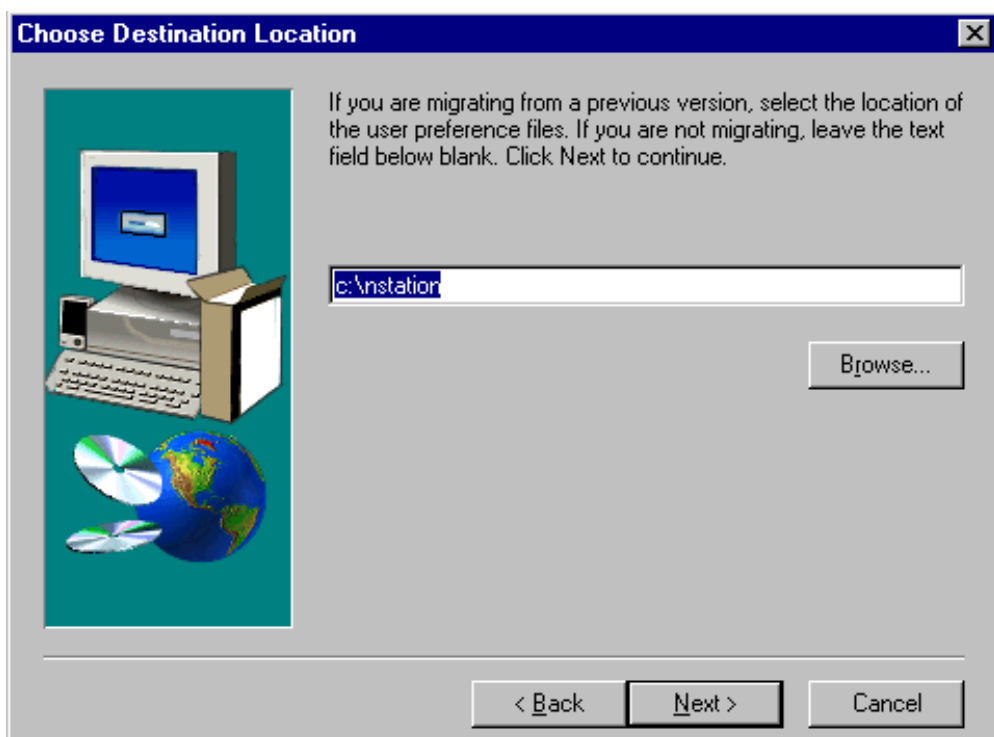 Choose Destination Location
If you are migrating from a previous version, select the location of
the user preference files. If you are not migrating, leave the text
field below blank. Click Next to continue.
c:\nstation
Browse...
< Back
Next >
Cancel